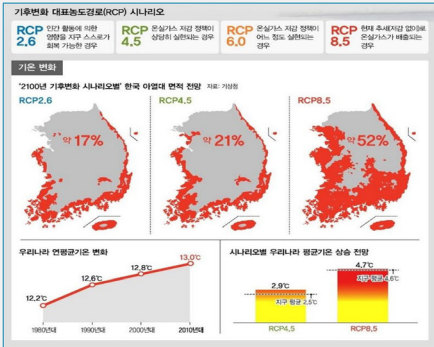 기후변화 대표농도경로(RCP) 시나리오
RCP 2.6
인간 활동에 의한
영향을 지구 스스로가
회복 가능한 경우
RCP 4.5
온실가스 저감 정책이
상당히 실현되는
경우
RCP 6.0
온실가스 저감 정책이
어느 정도 실현되는
경우
RCP 8.5
현재 추세(저감 없이)로
온실가스가 배출되는
경우
기온 변화
'2100년 기후변화 시나리오별' 한국 아열대 면적 전망 자료: 기상청
RCP2.6
RCP4.5
RCP8.5
약 17%
약 21%
약 52%
우리나라 연평균기온 변화
12.2℃
12.6℃
12.8℃
13.0℃
1980년대
1990년대
2000년대
2010년대
시나리오별 우리나라 평균기온 상승 전망
2.9℃
지구 평균 2.5℃
4.7℃
지구 평균 4.6℃
RCP4.5
RCP8.5